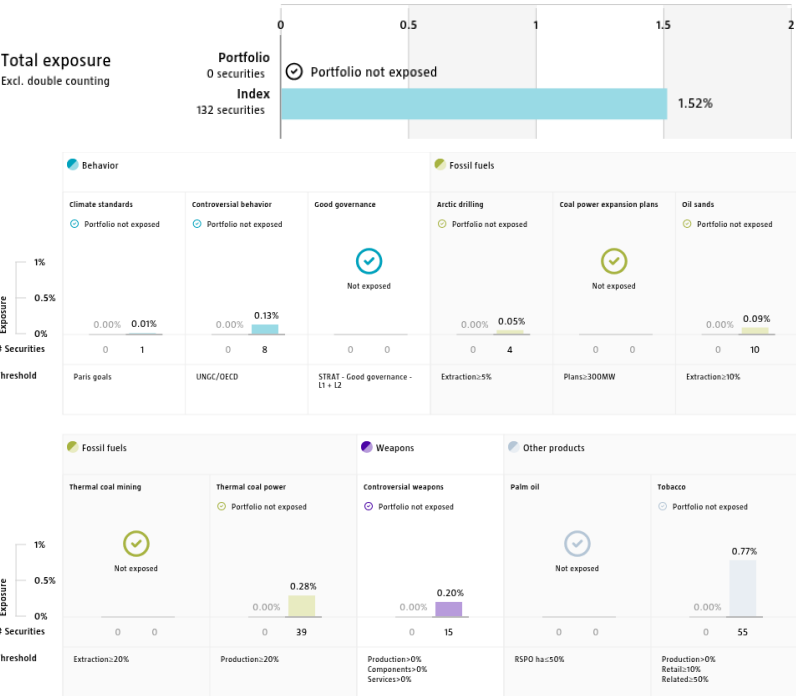 0 0.5 1 1.5 2
Total exposure
Excl. double counting
Portfolio
0 securities
Portfolio not exposed
Index
132 securities
1.52%
Behavior
Fossil fuels
Climate standards
Controversial behavior
Good governance
Arctic drilling
Coal power expansion plans
Oil sands
Portfolio not exposed
Portfolio not exposed
Portfolio not exposed
Portfolio not exposed
Not exposed
Not exposed
1%
0.5%
0%
Exposure
0.00% 0.01%
0.00% 0.13%
0.00% 0.05%
0.00% 0.09%
Securities
0 1
0 8
0 0
0 4
0 0
0 10
hreshold
Paris goals
UNGC/OECD
STRAT - Good governance -
L1 + L2
Extraction≥5%
Plans≥300MW
Extraction≥10%
Fossil fuels
Weapons
Other products
Thermal coal mining
Thermal coal power
Controversial weapons
Palm oil
Tobacco
Portfolio not exposed
Portfolio not exposed
Portfolio not exposed
Not exposed
Not exposed
1%
0.5%
0%
Exposure
0.00% 0.28%
0.00% 0.20%
0.00% 0.77%
Securities
0 0
0 39
0 15
0 0
0 55
hreshold
Extraction≥20%
Production≥20%
Production>0%
Components>0%
Services>0%
RSPO ha≤50%
Production>0%
Retail≥10%
Related≥50%